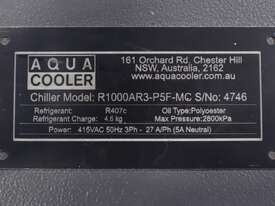 AQUA
COOLER
161 Orchard Rd, Chester Hill
NSW, Australia, 2162
www.aquacooler.com.au
Chiller Model: R1000AR3-P5F-MC S/No: 4746
Refrigerant: R407c Oil Type:Polyoester
Refrigerant Charge: 4.6 kg Max Pressure: 2800kPa
Power: 415VAC 50Hz 3Ph - 27 A/Ph (5A Neutral)